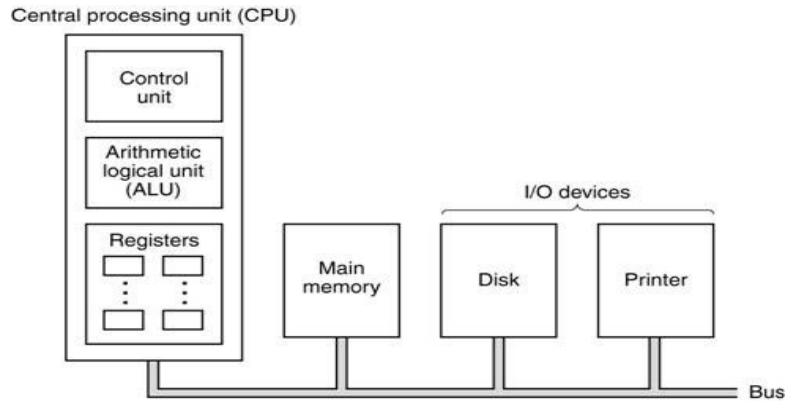 Central processing unit (CPU)
Control
unit
Arithmetic
logical unit
(ALU)
Registers
I/O devices
Main
memory
Disk
Printer
Bus